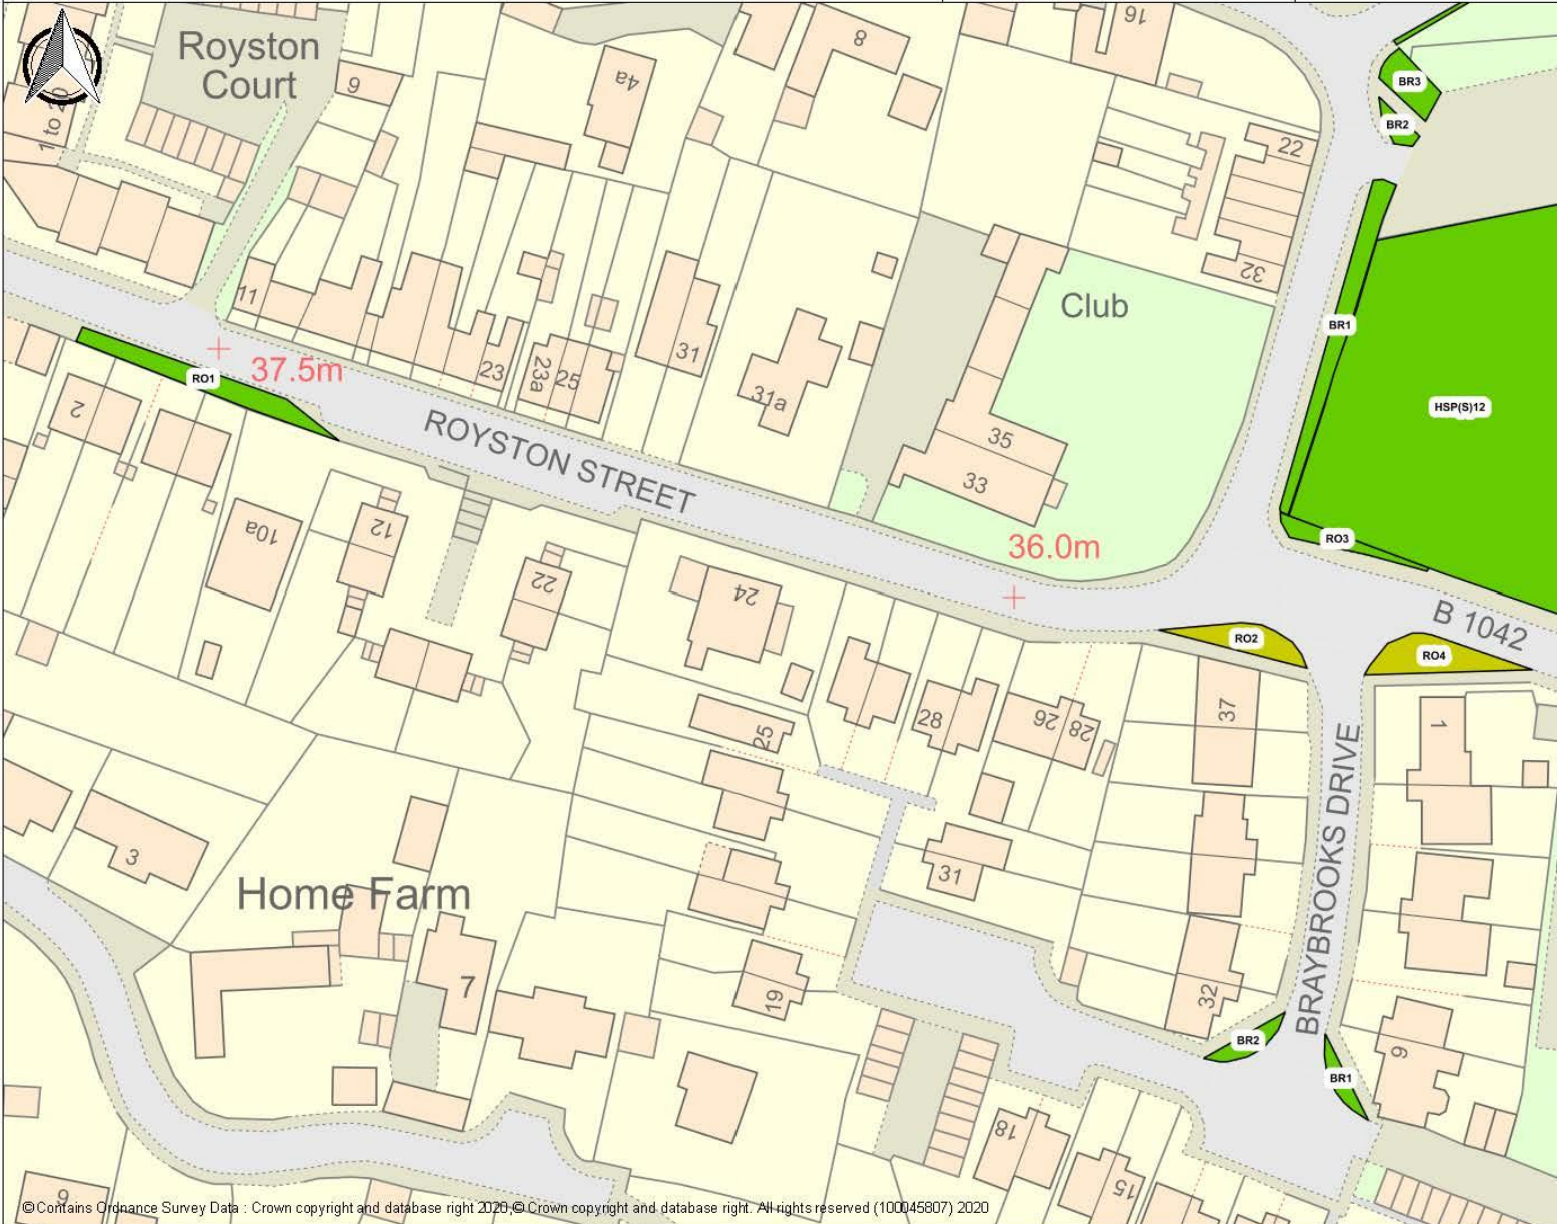 16
8
Royston
Court
4a
9
BR3
1 to 20
BR2
22
32
11
Club
BR1
31
37.5m
23
23a
25
RO1
31a
HSP(S)12
2
ROYSTON STREET
35
33
10a
12
36.0m
RO3
22
24
B 1042
RO2
RO4
28
26
28
37
1
25
BRAYBROOKS DRIVE
3
31
Home Farm
7
19
32
BR2
9
BR1
18
15
9
©Contains Ordnance Survey Data : Crown copyright and database right 2020,© Crown copyright and database right. All rights reserved (100045807) 2020